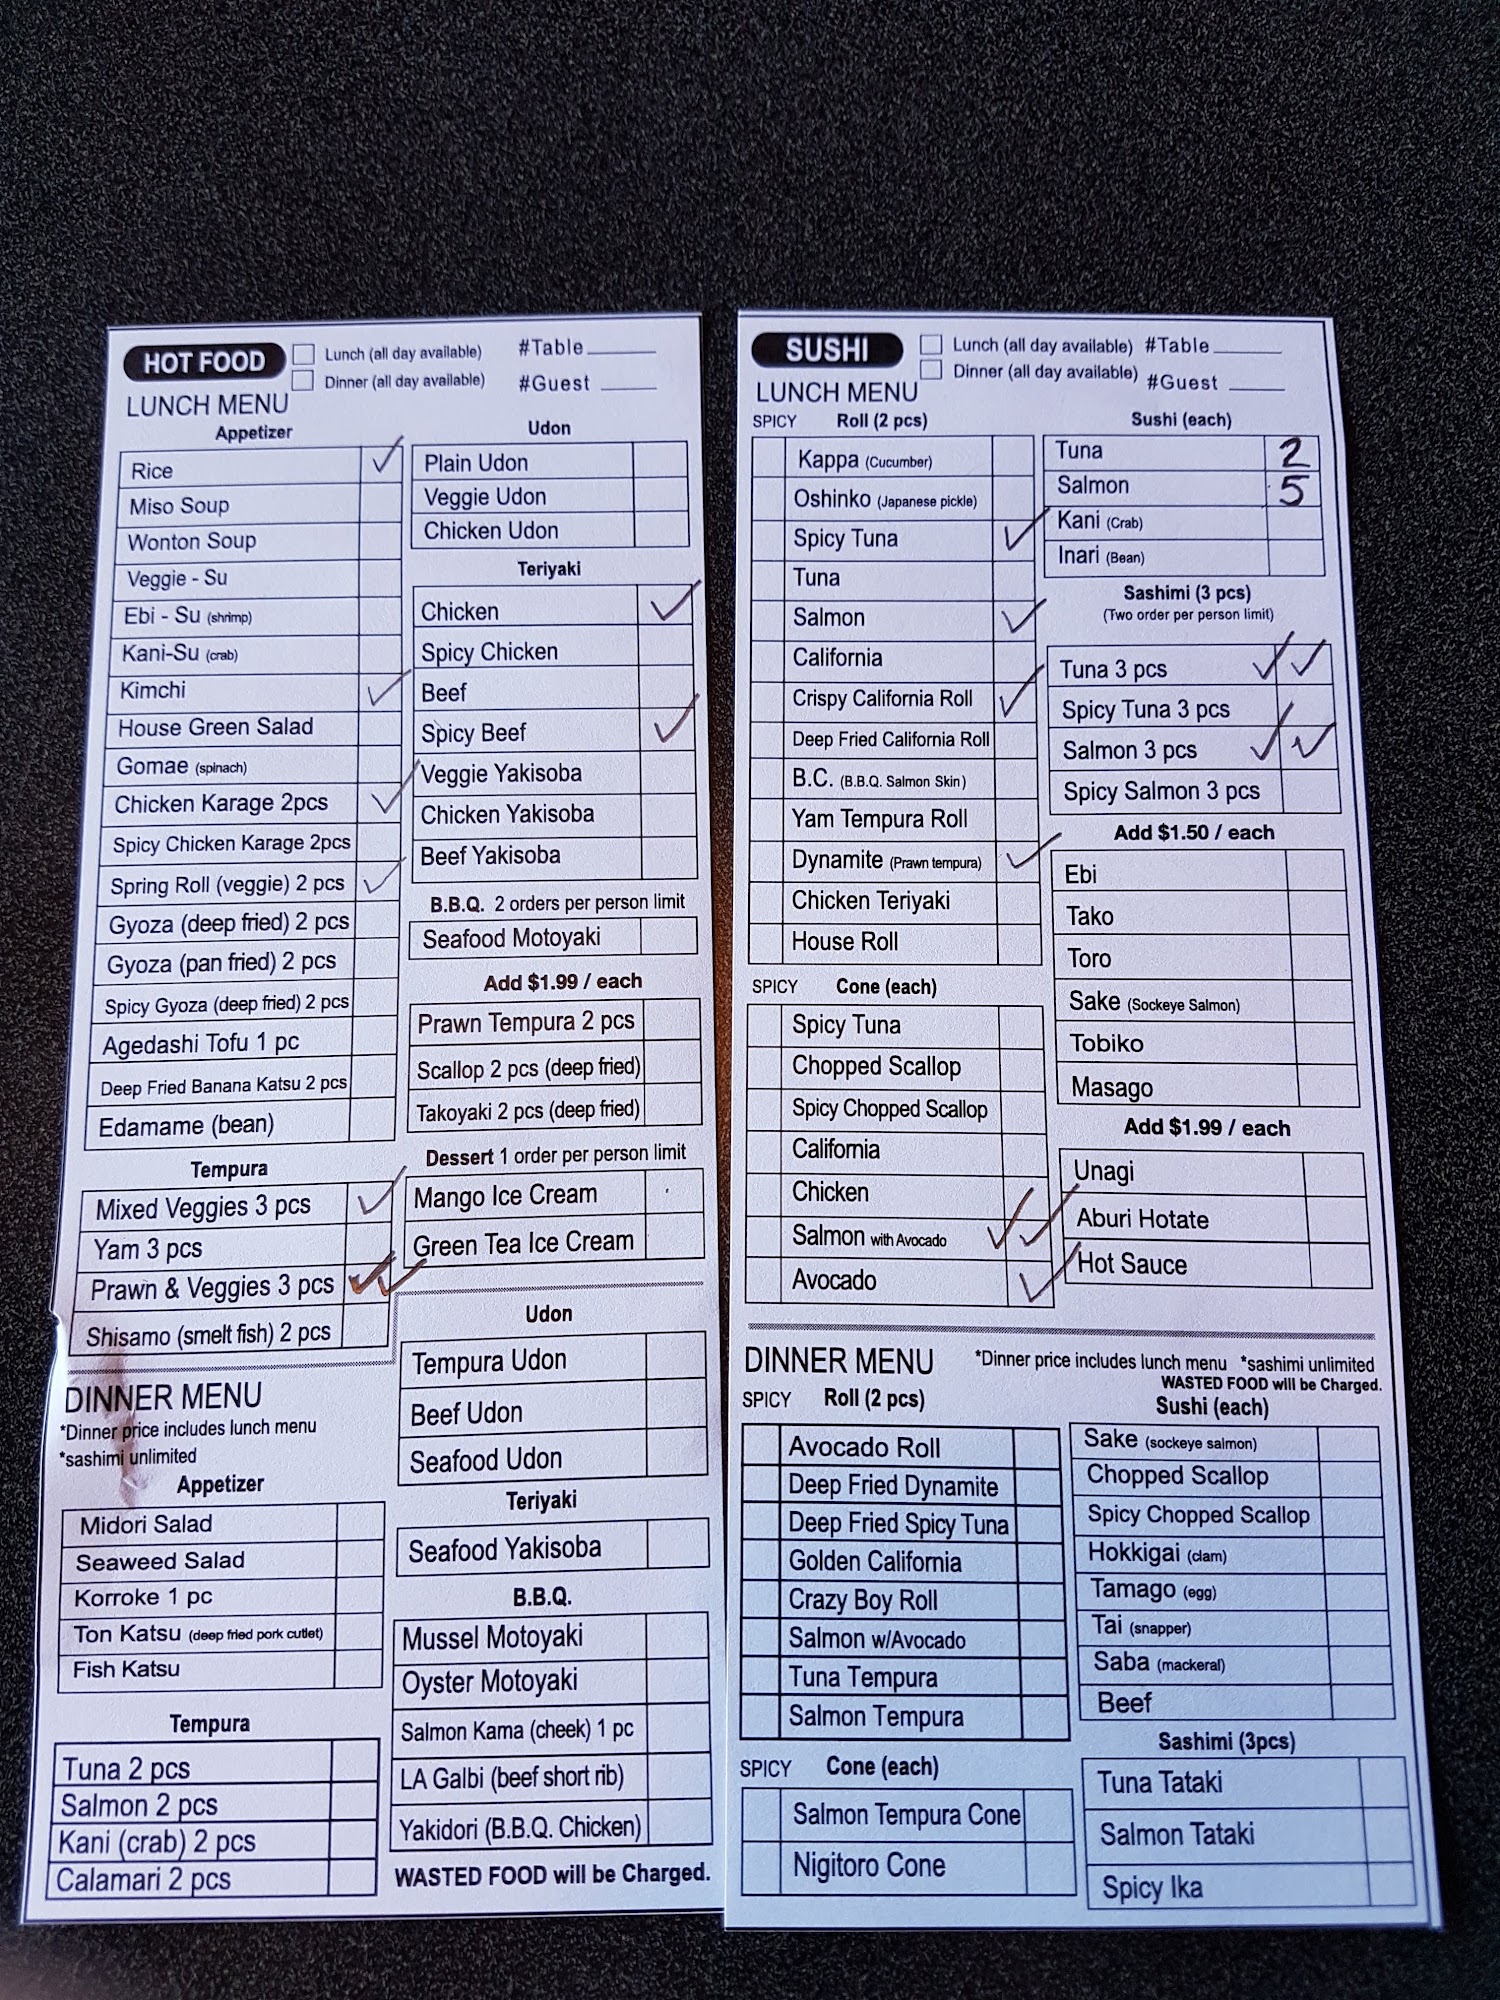 HOT FOOD
Lunch (all day available) #Table
Dinner (all day available) #Guest
LUNCH MENU
Appetizer
Rice ✓
Miso Soup
Wonton Soup
Veggie - Su
Ebi - Su (shrimp)
Kani-Su (crab)
Kimchi ✓
House Green Salad
Gomae (spinach)
Chicken Karage 2pcs ✓
Spicy Chicken Karage 2pcs
Spring Roll (veggie) 2 pcs ✓
Gyoza (deep fried) 2 pcs
Gyoza (pan fried) 2 pcs
Spicy Gyoza (deep fried) 2 pcs
Agedashi Tofu 1 pc
Deep Fried Banana Katsu 2 pcs
Edamame (bean)
Tempura
Mixed Veggies 3 pcs ✓
Yam 3 pcs
Prawn & Veggies 3 pcs ✓✓
Shisamo (smelt fish) 2 pcs
Udon
Plain Udon
Veggie Udon
Chicken Udon
Teriyaki
Chicken ✓
Spicy Chicken
Beef
Spicy Beef ✓
Veggie Yakisoba
Chicken Yakisoba
Beef Yakisoba
B.B.Q. 2 orders per person limit
Seafood Motoyaki
Add $1.99 / each
Prawn Tempura 2 pcs
Scallop 2 pcs (deep fried)
Takoyaki 2 pcs (deep fried)
Dessert 1 order per person limit
Mango Ice Cream
Green Tea Ice Cream
DINNER MENU
*Dinner price includes lunch menu
*sashimi unlimited
Appetizer
Midori Salad
Seaweed Salad
Korroke 1 pc
Ton Katsu (deep fried pork cutlet)
Fish Katsu
Tempura
Tuna 2 pcs
Salmon 2 pcs
Kani (crab) 2 pcs
Calamari 2 pcs
Udon
Tempura Udon
Beef Udon
Seafood Udon
Teriyaki
Seafood Yakisoba
B.B.Q.
Mussel Motoyaki
Oyster Motoyaki
Salmon Kama (cheek) 1 pc
LA Galbi (beef short rib)
Yakidori (B.B.Q. Chicken)
WASTED FOOD will be Charged.
SUSHI
Lunch (all day available) #Table
Dinner (all day available) #Guest
LUNCH MENU
SPICY Roll (2 pcs)
Kappa (Cucumber)
Oshinko (Japanese pickle)
Spicy Tuna ✓
Tuna
Salmon ✓
California
Crispy California Roll ✓
Deep Fried California Roll
B.C. (B.B.Q. Salmon Skin)
Yam Tempura Roll
Dynamite (Prawn tempura) ✓
Chicken Teriyaki
House Roll
SPICY Cone (each)
Spicy Tuna
Chopped Scallop
Spicy Chopped Scallop
California
Chicken
Salmon with Avocado ✓✓
Avocado ✓
Sushi (each)
Tuna 2
Salmon 5
Kani (Crab)
Inari (Bean)
Sashimi (3 pcs)
(Two order per person limit)
Tuna 3 pcs ✓✓
Spicy Tuna 3 pcs
Salmon 3 pcs ✓✓
Spicy Salmon 3 pcs
Add $1.50 / each
Ebi
Tako
Toro
Sake (Sockeye Salmon)
Tobiko
Masago
Add $1.99 / each
Unagi
Aburi Hotate
Hot Sauce
DINNER MENU *Dinner price includes lunch menu *sashimi unlimited
WASTED FOOD will be Charged.
SPICY Roll (2 pcs)
Avocado Roll
Deep Fried Dynamite
Deep Fried Spicy Tuna
Golden California
Crazy Boy Roll
Salmon w/Avocado
Tuna Tempura
Salmon Tempura
SPICY Cone (each)
Salmon Tempura Cone
Nigitoro Cone
Sushi (each)
Sake (sockeye salmon)
Chopped Scallop
Spicy Chopped Scallop
Hokkigai (clam)
Tamago (egg)
Tai (snapper)
Saba (mackeral)
Beef
Sashimi (3pcs)
Tuna Tataki
Salmon Tataki
Spicy Ika